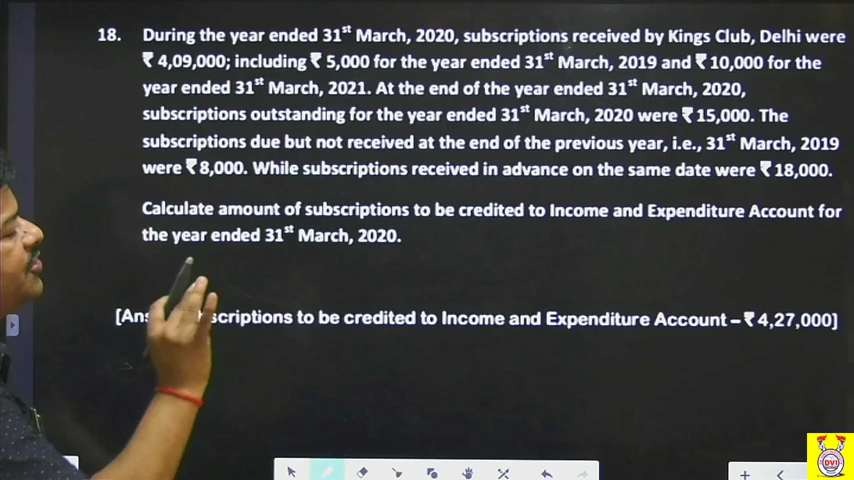 18. During the year ended 31st March, 2020, subscriptions received by Kings Club, Delhi were
₹ 4,09,000; including ₹ 5,000 for the year ended 31st March, 2019 and ₹ 10,000 for the
year ended 31st March, 2021. At the end of the year ended 31st March, 2020,
subscriptions outstanding for the year ended 31st March, 2020 were ₹ 15,000. The
subscriptions due but not received at the end of the previous year, i.e., 31st March, 2019
were ₹ 8,000. While subscriptions received in advance on the same date were ₹ 18,000.
Calculate amount of subscriptions to be credited to Income and Expenditure Account for
the year ended 31st March, 2020.
to be credited to Income and Expenditure Account – ₹ 4,27,000]
DVI